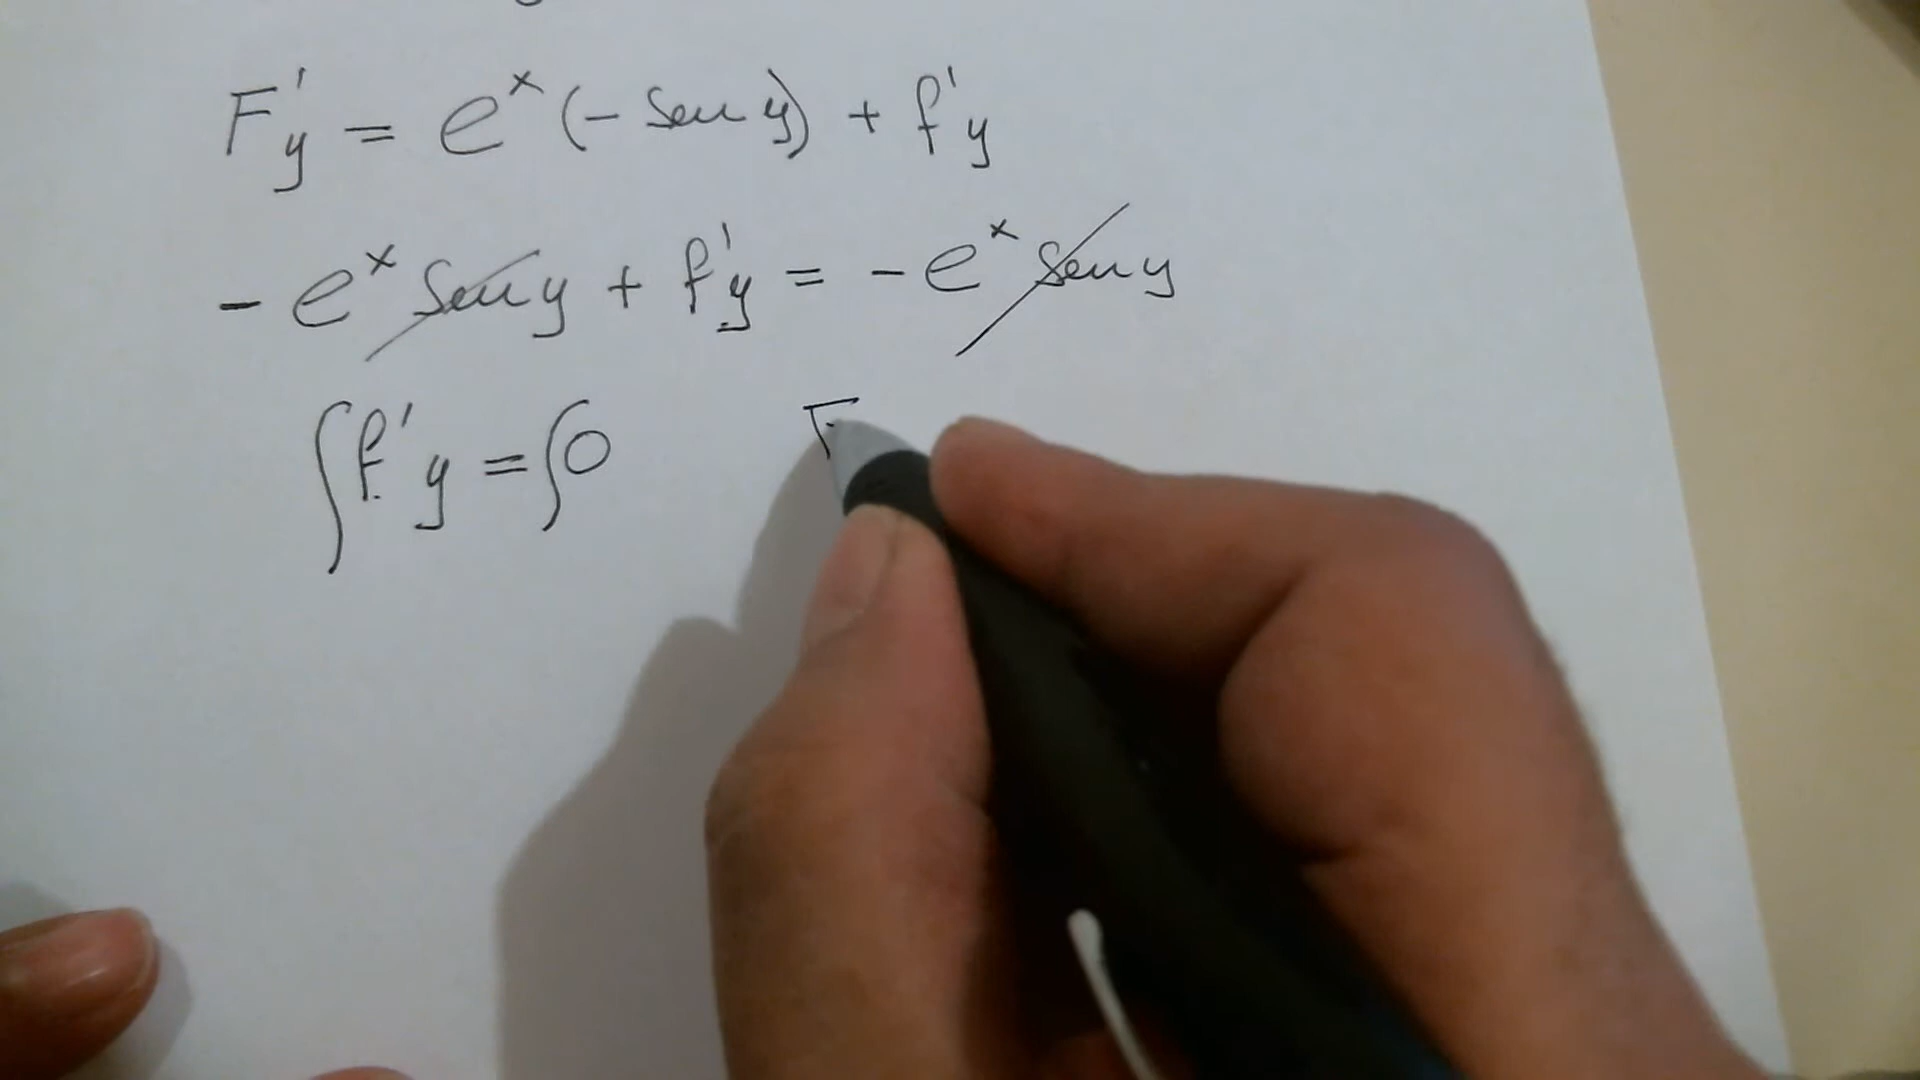 F'y = e^x (- sen y) + f'y
- e^x sen y + f'y = - e^x sen y
∫ f'y = ∫ 0 F